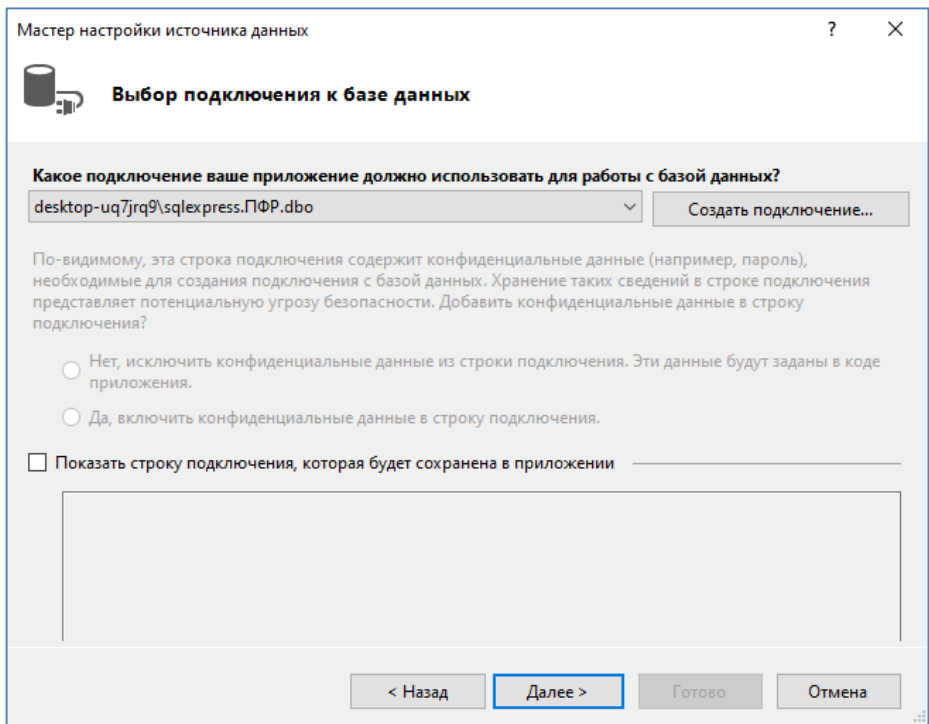 Мастер настройки источника данных
?
Выбор подключения к базе данных
Какое подключение ваше приложение должно использовать для работы с базой данных?
desktop-uq7jrq9\sqlexpress.ПФР.dbo
Создать подключение...
По-видимому, эта строка подключения содержит конфиденциальные данные (например, пароль),
необходимые для создания подключения с базой данных. Хранение таких сведений в строке подключения
представляет потенциальную угрозу безопасности. Добавить конфиденциальные данные в строку
подключения?
Нет, исключить конфиденциальные данные из строки подключения. Эти данные будут заданы в коде
приложения.
Да, включить конфиденциальные данные в строку подключения.
Показать строку подключения, которая будет сохранена в приложении
< Назад
Далее >
Готово
Отмена